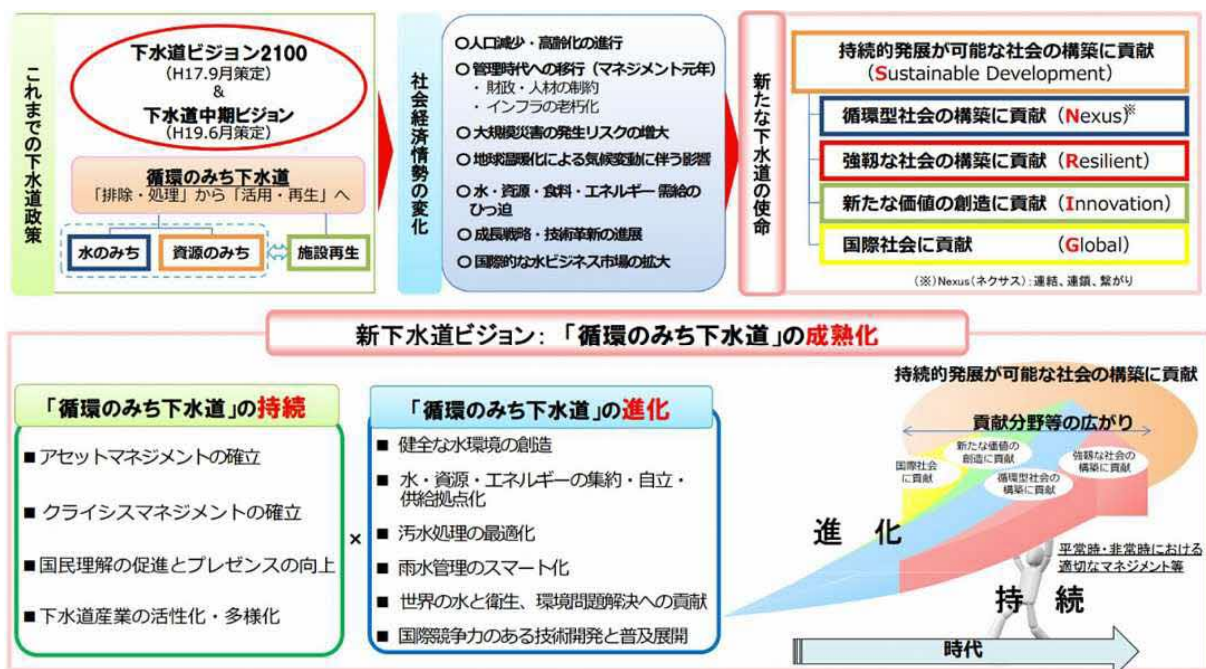 これまでの下水道政策
下水道ビジョン2100
(H17.9月策定)
&
下水道中期ビジョン
(H19.6月策定)
循環のみち下水道
「排除・処理」から「活用・再生」へ
水のみち
資源のみち
施設再生
社会経済情勢の変化
○人口減少・高齢化の進行
○管理時代への移行（マネジメント元年）
・ 財政・人材の制約
・ インフラの老朽化
○大規模災害の発生リスクの増大
○地球温暖化による気候変動に伴う影響
○水・資源・食料・エネルギー 需給の
ひっ迫
○成長戦略・技術革新の進展
○国際的な水ビジネス市場の拡大
新たな下水道の使命
持続的発展が可能な社会の構築に貢献
(Sustainable Development)
循環型社会の構築に貢献 (Nexus)※
強靱な社会の構築に貢献 (Resilient)
新たな価値の創造に貢献 (Innovation)
国際社会に貢献 (Global)
(※)Nexus(ネクサス):連結、連鎖、繋がり
新下水道ビジョン：「循環のみち下水道」の成熟化
「循環のみち下水道」の持続
■ アセットマネジメントの確立
■ クライシスマネジメントの確立
■ 国民理解の促進とプレゼンスの向上
■ 下水道産業の活性化・多様化
×
「循環のみち下水道」の進化
■ 健全な水環境の創造
■ 水・資源・エネルギーの集約・自立・
供給拠点化
■ 汚水処理の最適化
■ 雨水管理のスマート化
■ 世界の水と衛生、環境問題解決への貢献
■ 国際競争力のある技術開発と普及展開
持続的発展が可能な社会の構築に貢献
貢献分野等の広がり
新たな価値の
創造に貢献
国際社会
に貢献
強靱な社会の
構築に貢献
循環型社会の
構築に貢献
進 化
平常時・非常時における
適切なマネジメント等
持 続
時代